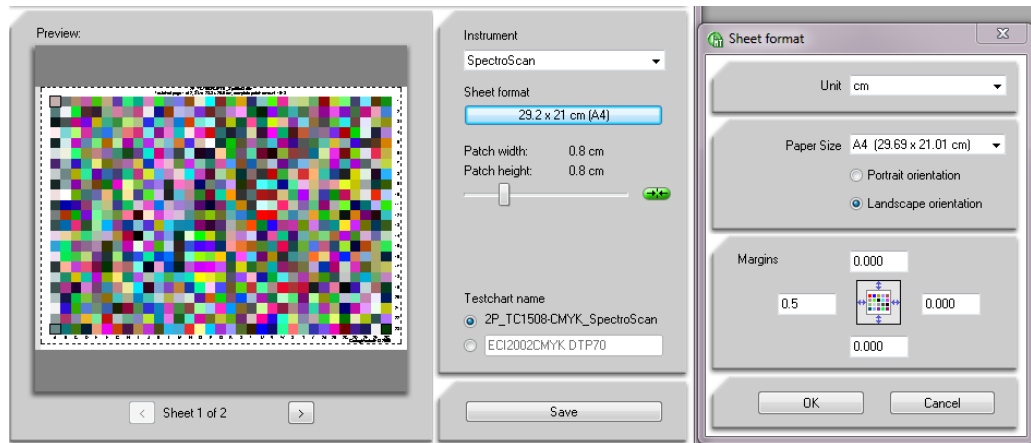 Preview:
Sheet 1 of 2
Instrument
SpectroScan
Sheet format
29.2 x 21 cm (A4)
Patch width: 0.8 cm
Patch height: 0.8 cm
Testchart name
2P_TC1508-CMYK_SpectroScan
ECI2002CMYK DTP70
Save
Sheet format
Unit cm
Paper Size A4 (29.69 x 21.01 cm)
Portrait orientation
Landscape orientation
Margins 0.000
0.5 0.000
0.000
OK Cancel